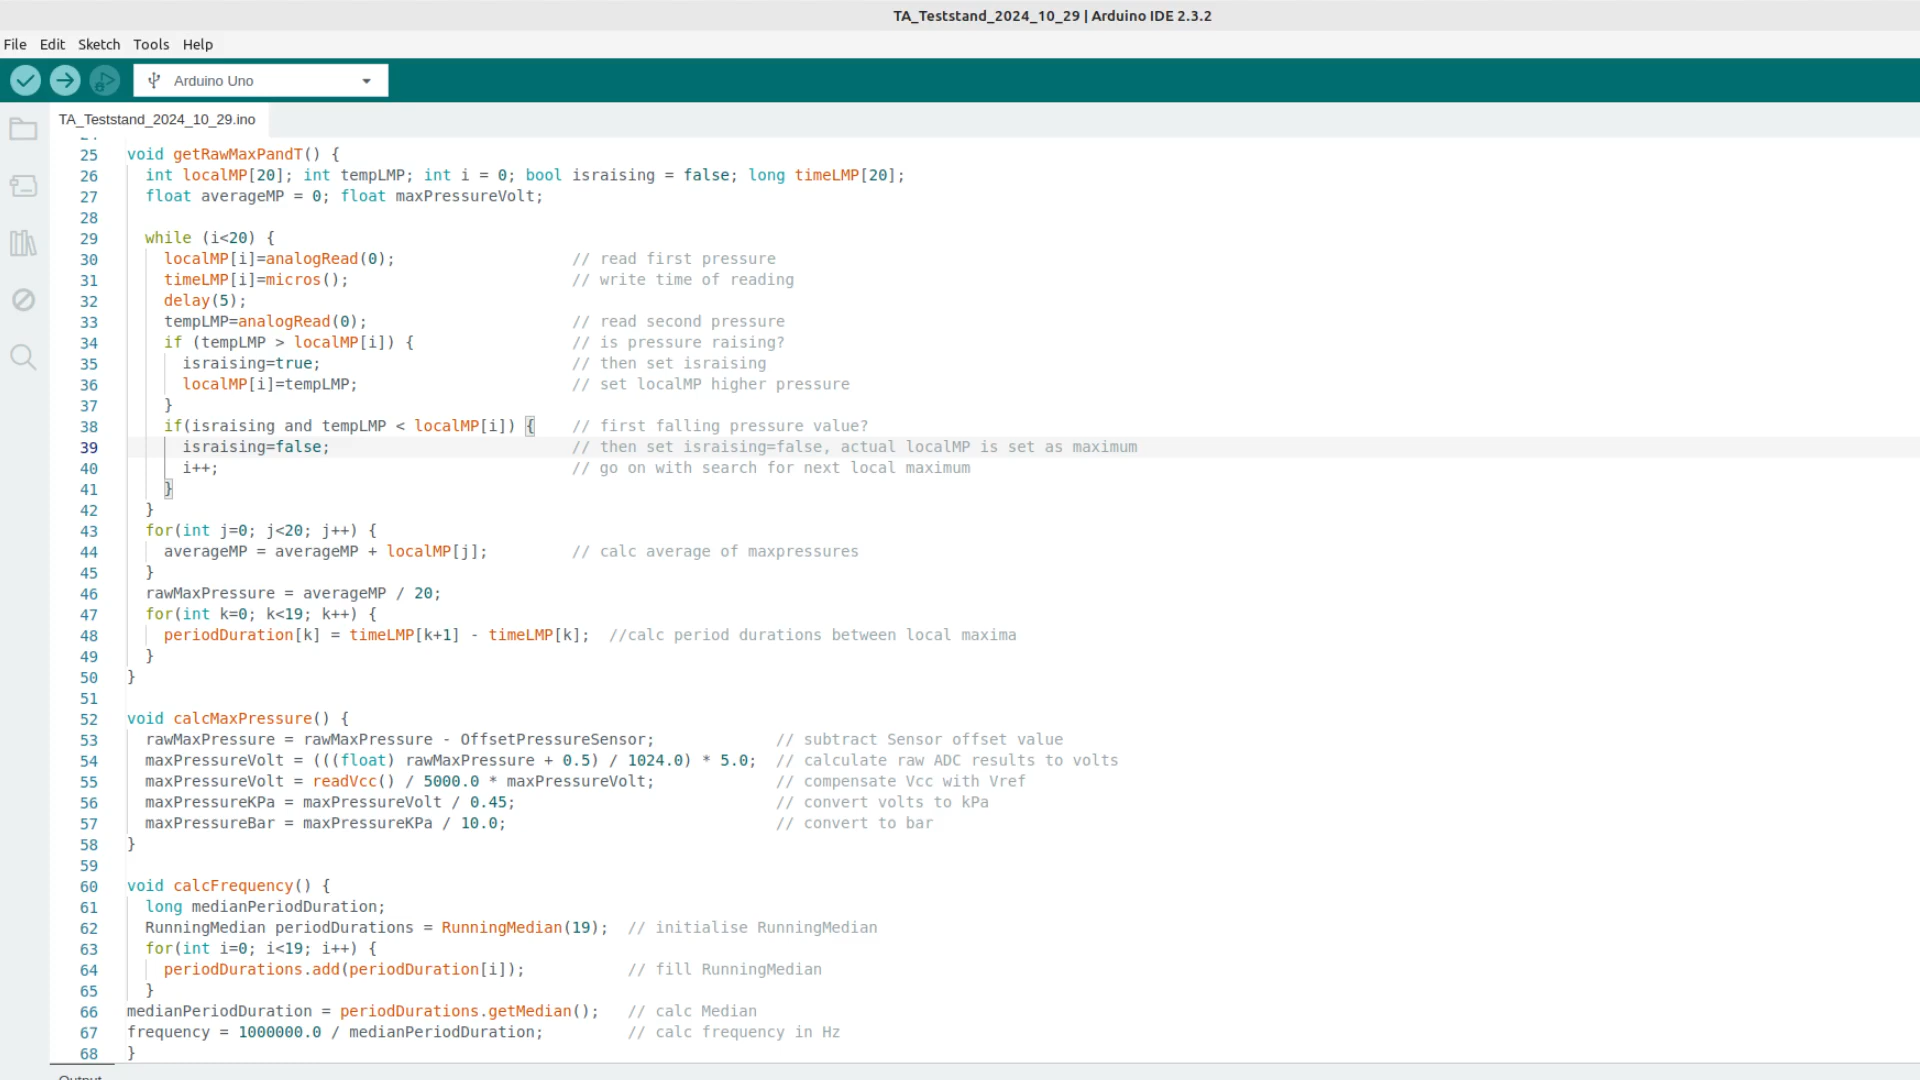 TA_Teststand_2024_10_29 | Arduino IDE 2.3.2
File Edit Sketch Tools Help
Arduino Uno
TA_Teststand_2024_10_29.ino
25 void getRawMaxPandT() {
26 int localMP[20]; int tempLMP; int i = 0; bool israising = false; long timeLMP[20];
27 float averageMP = 0; float maxPressureVolt;
28
29 while (i<20) {
30 localMP[i]=analogRead(0); // read first pressure
31 timeLMP[i]=micros(); // write time of reading
32 delay(5);
33 tempLMP=analogRead(0); // read second pressure
34 if (tempLMP > localMP[i]) { // is pressure raising?
35 israising=true; // then set israising
36 localMP[i]=tempLMP; // set localMP higher pressure
37 }
38 if(israising and tempLMP < localMP[i]) { // first falling pressure value?
39 israising=false; // then set israising=false, actual localMP is set as maximum
40 i++; // go on with search for next local maximum
41 }
42 }
43 for(int j=0; j<20; j++) {
44 averageMP = averageMP + localMP[j]; // calc average of maxpressures
45 }
46 rawMaxPressure = averageMP / 20;
47 for(int k=0; k<19; k++) {
48 periodDuration[k] = timeLMP[k+1] - timeLMP[k]; //calc period durations between local maxima
49 }
50 }
51
52 void calcMaxPressure() {
53 rawMaxPressure = rawMaxPressure - OffsetPressureSensor; // subtract Sensor offset value
54 maxPressureVolt = (((float) rawMaxPressure + 0.5) / 1024.0) * 5.0; // calculate raw ADC results to volts
55 maxPressureVolt = readVcc() / 5000.0 * maxPressureVolt; // compensate Vcc with Vref
56 maxPressureKPa = maxPressureVolt / 0.45; // convert volts to kPa
57 maxPressureBar = maxPressureKPa / 10.0; // convert to bar
58 }
59
60 void calcFrequency() {
61 long medianPeriodDuration;
62 RunningMedian periodDurations = RunningMedian(19); // initialise RunningMedian
63 for(int i=0; i<19; i++) {
64 periodDurations.add(periodDuration[i]); // fill RunningMedian
65 }
66 medianPeriodDuration = periodDurations.getMedian(); // calc Median
67 frequency = 1000000.0 / medianPeriodDuration; // calc frequency in Hz
68 }